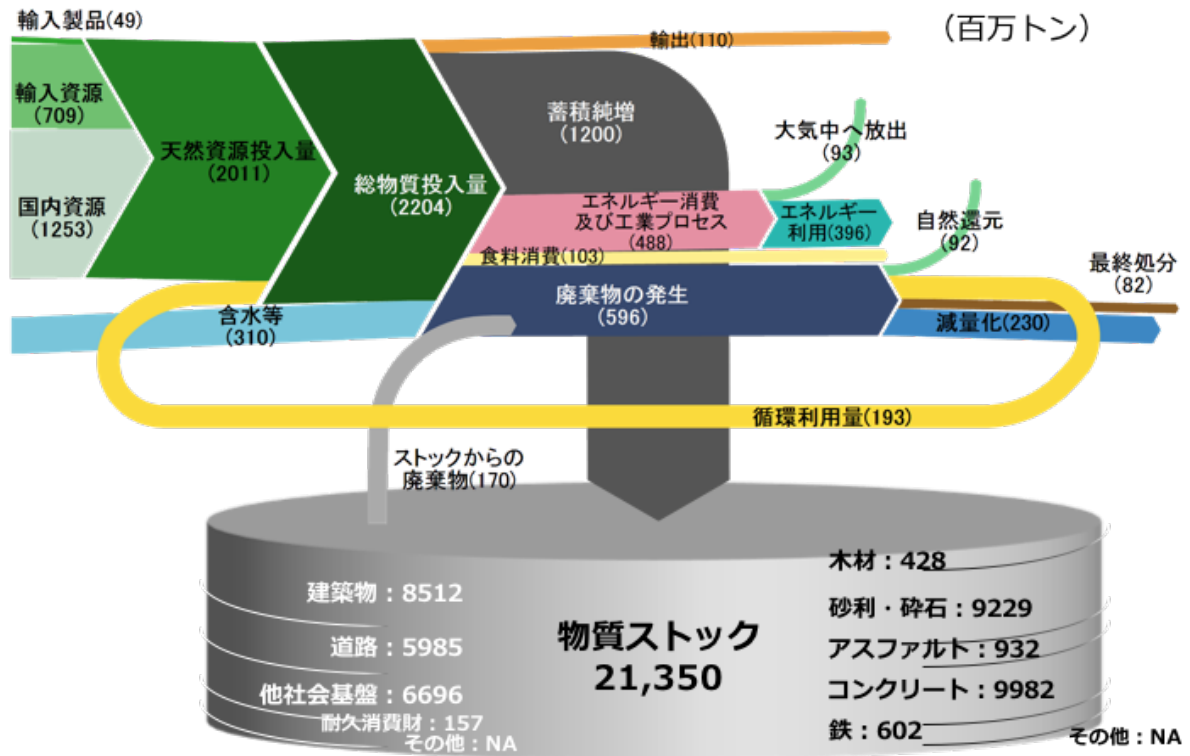 輸入製品(49)
(百万トン)
輸出(110)
輸入資源
(709)
蓄積純増
(1200)
大気中へ放出
(93)
天然資源投入量
(2011)
総物質投入量
(2204)
国内資源
(1253)
エネルギー消費
及び工業プロセス
(488)
エネルギー
利用(396)
自然還元
(92)
食料消費(103)
最終処分
(82)
廃棄物の発生
(596)
含水等
(310)
減量化(230)
循環利用量(193)
ストックからの
廃棄物(170)
建築物:8512
道路:5985
他社会基盤:6696
耐久消費財:157
その他:NA
物質ストック
21,350
木材:428
砂利・砕石:9229
アスファルト:932
コンクリート:9982
鉄:602
その他:NA